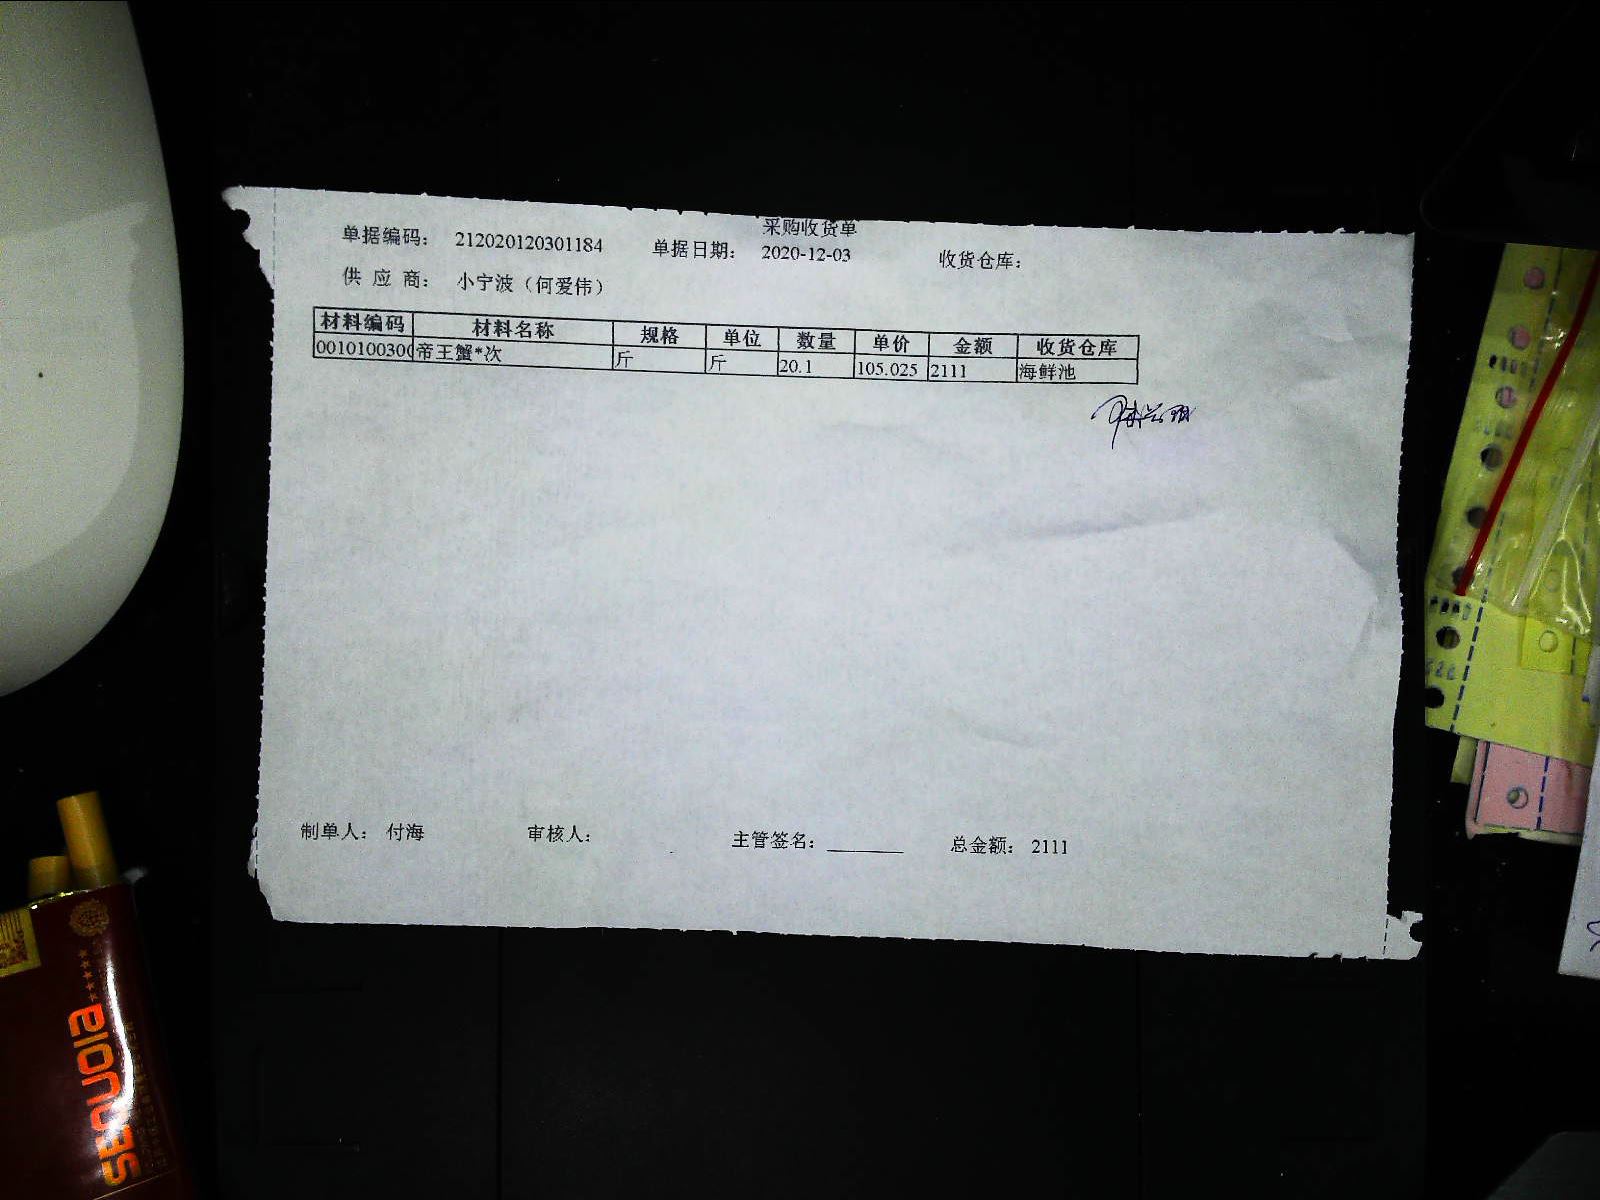 采购收货单
单据编码： 212020120301184 单据日期： 2020-12-03 收货仓库：
供 应 商： 小宁波（何爱伟）
材料编码 材料名称 规格 单位 数量 单价 金额 收货仓库
0010100300 帝王蟹*次 斤 斤 20.1 105.025 2111 海鲜池
制单人： 付海 审核人： 主管签名： 总金额： 2111
SEQUOIA